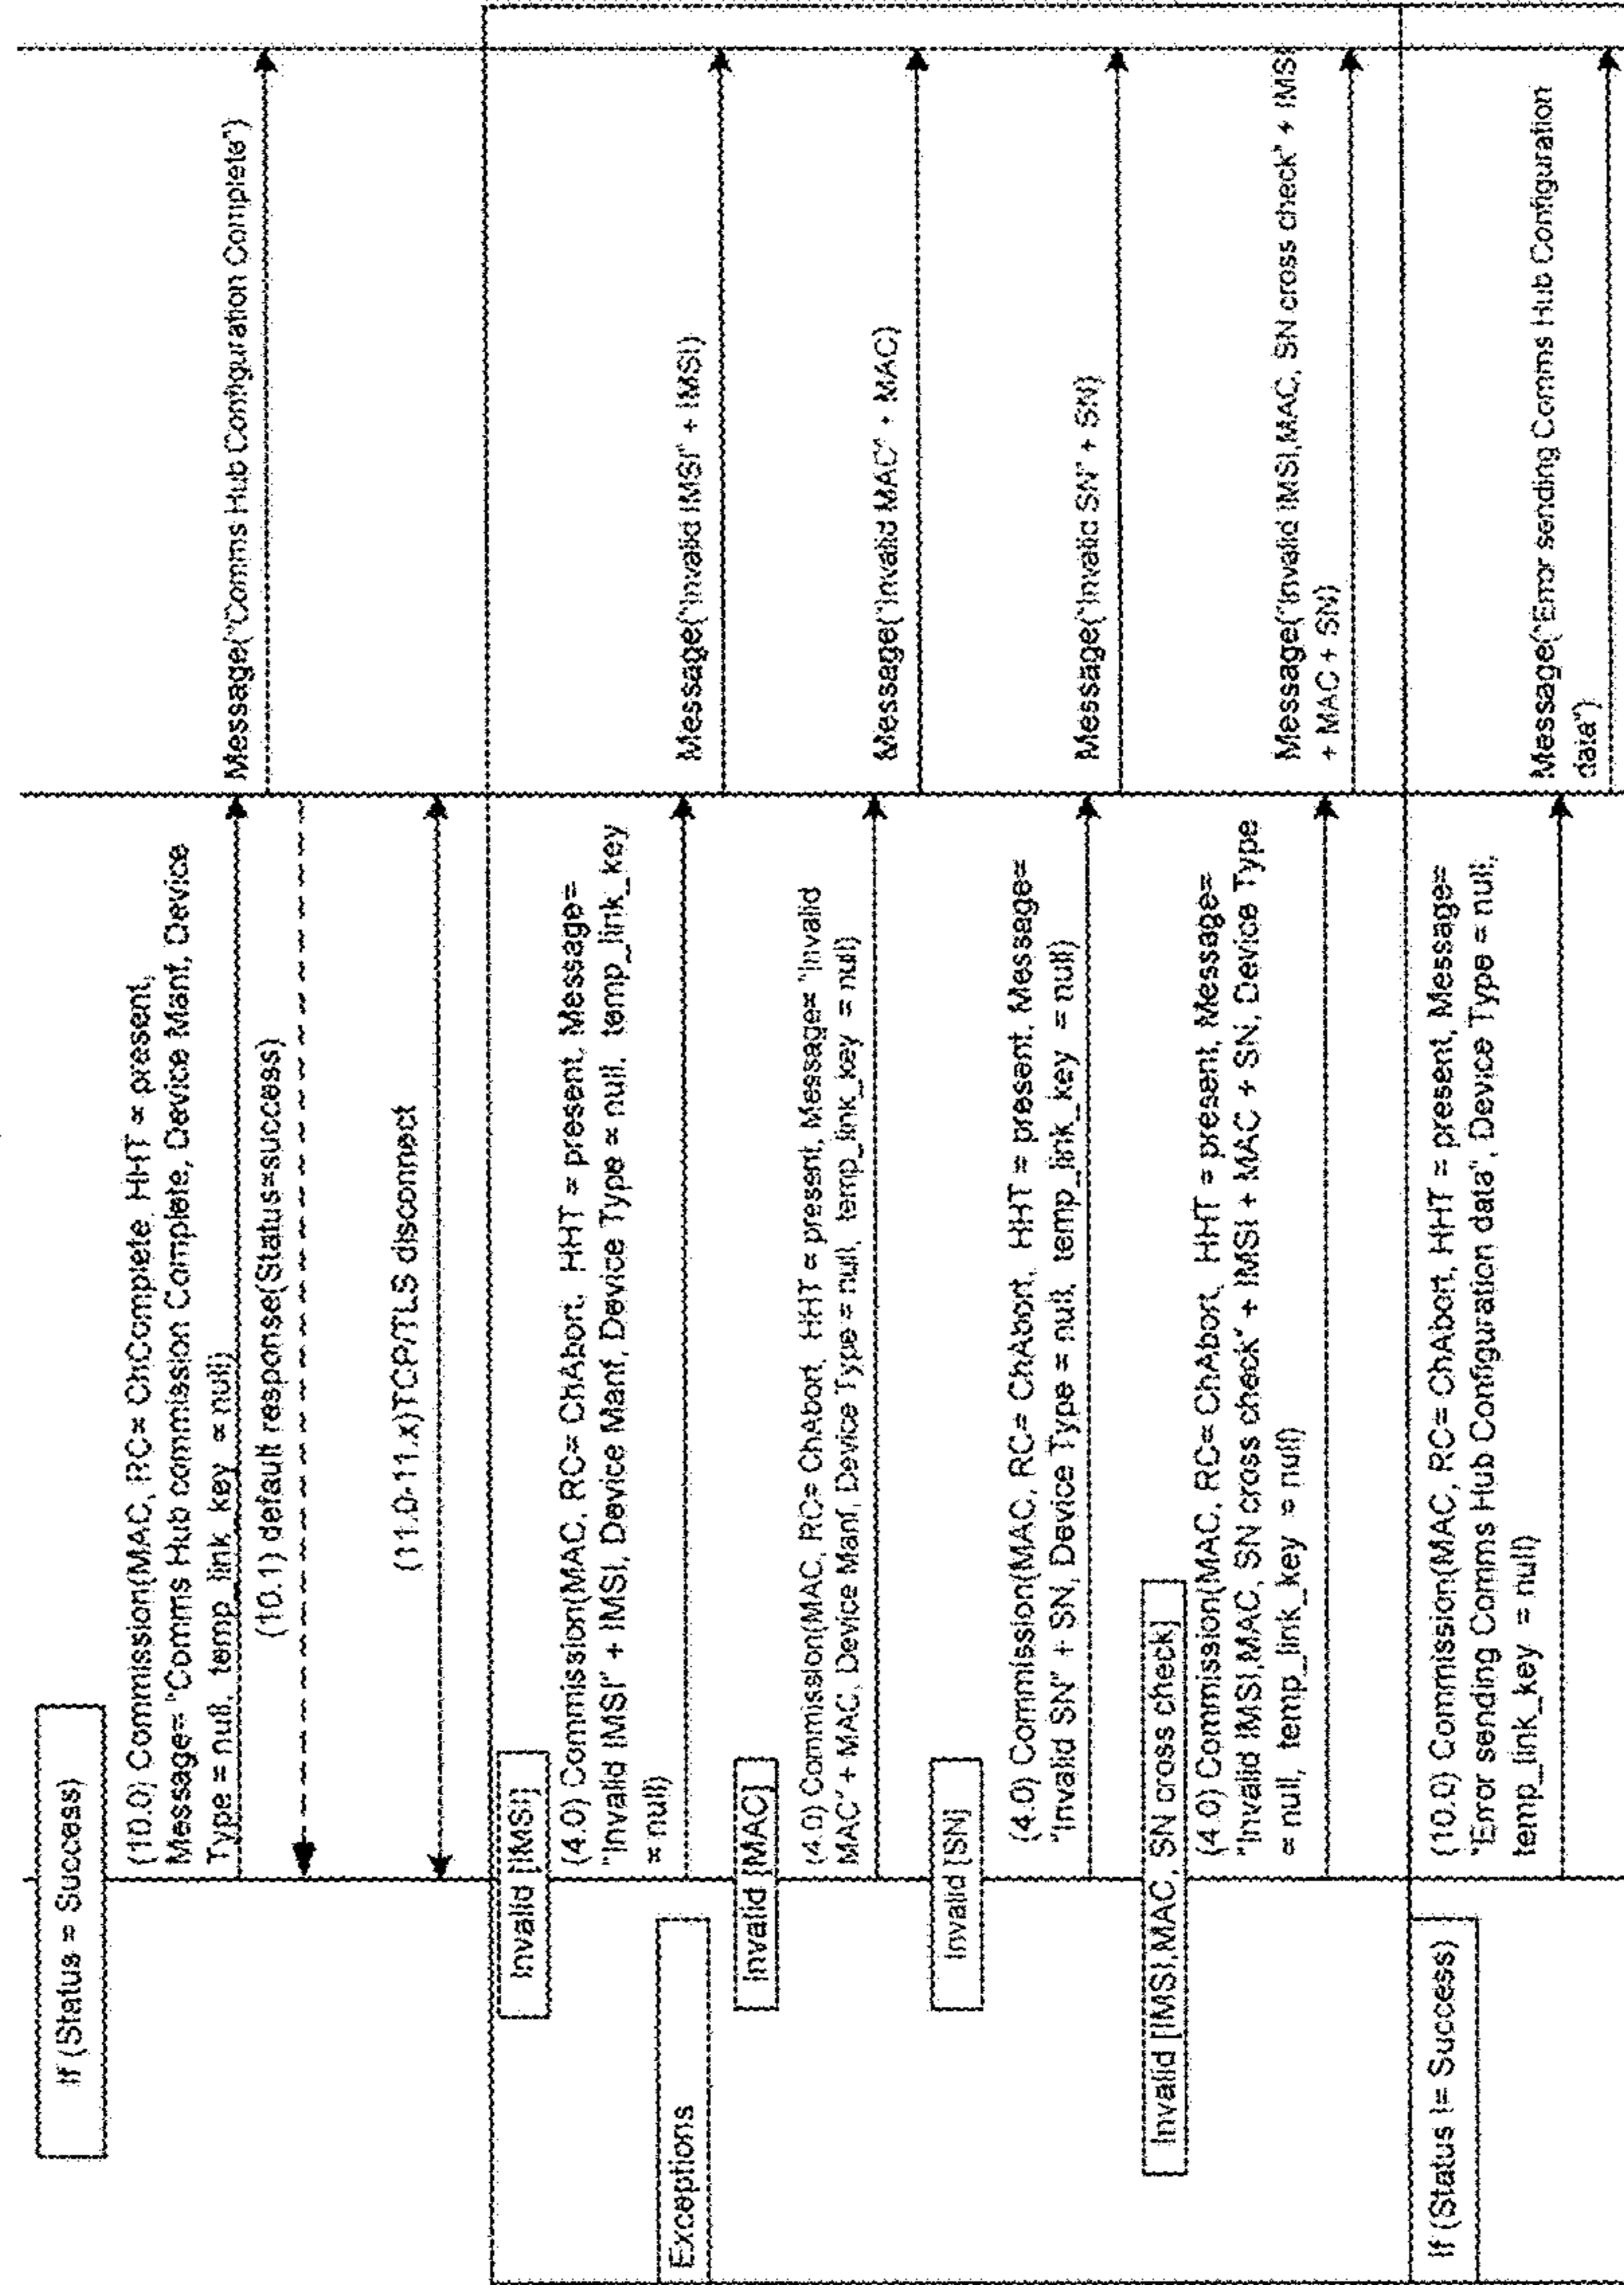 If (Status = Success)
(10.0) Commission(MAC, RC= ChComplete, HHT = present,
Message= "Comms Hub commission Complete, Device Manf, Device
Type = null, temp_link_key = null)
Message("Comms Hub Configuration Complete")
(10.1) default response(Status=success)
(11.0-11.x)TCP/TLS disconnect
Exceptions
Invalid [IMSI]
(4.0) Commission(MAC, RC= ChAbort, HHT = present, Message=
"Invalid IMSI" + IMSI, Device Manf, Device Type = null, temp_link_key
= null)
Message("Invalid IMSI" + IMSI)
Invalid [MAC]
(4.0) Commission(MAC, RC= ChAbort, HHT = present, Message= "Invalid
MAC" + MAC, Device Manf, Device Type = null, temp_link_key = null)
Message("Invalid MAC" + MAC)
Invalid [SN]
(4.0) Commission(MAC, RC= ChAbort, HHT = present, Message=
"Invalid SN" + SN, Device Type = null, temp_link_key = null)
Message("Invalid SN" + SN)
Invalid [IMSI,MAC, SN cross check]
(4.0) Commission(MAC, RC= ChAbort, HHT = present, Message=
"Invalid IMSI,MAC, SN cross check" + IMSI + MAC + SN, Device Type
= null, temp_link_key = null)
Message("Invalid IMSI,MAC, SN cross check" + IMSI
+ MAC + SN)
If (Status != Success)
(10.0) Commission(MAC, RC= ChAbort, HHT = present, Message=
"Error sending Comms Hub Configuration data", Device Type = null,
temp_link_key = null)
Message("Error sending Comms Hub Configuration
data")